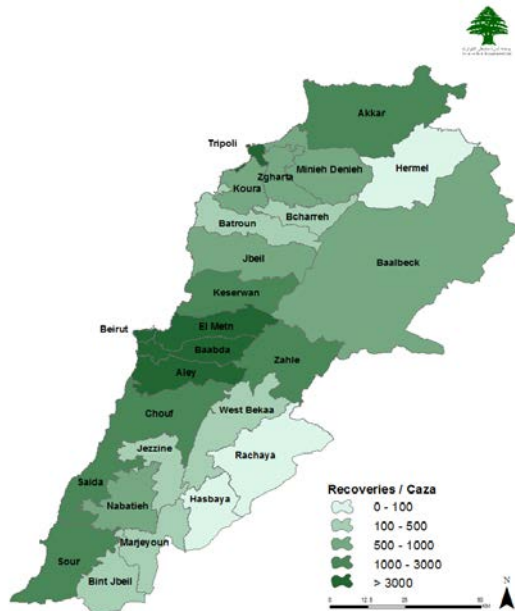 Akkar
Tripoli
Hermel
Minieh Denieh
Zgharta
Koura
Bcharreh
Batroun
Jbeil
Baalbeck
Keserwan
Beirut
El Metn
Baabda
Zahle
Aley
Chouf
West Bekaa
Jezzine
Rachaya
Saida
Hasbaya
Nabatieh
Marjeyoun
Sour
Bint Jbeil
Recoveries / Caza
0 - 100
100 - 500
500 - 1000
1000 - 3000
> 3000
N